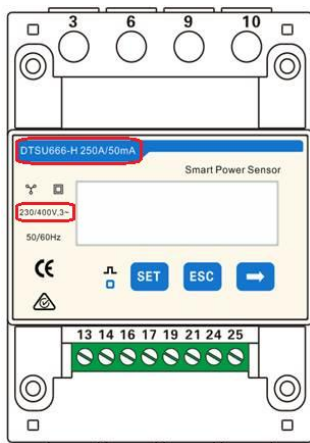 3 6 9 10
DTSU666-H 250A/50mA
Smart Power Sensor
230/400V,3~
50/60Hz
CE
SET ESC
13 14 16 17 19 21 24 25